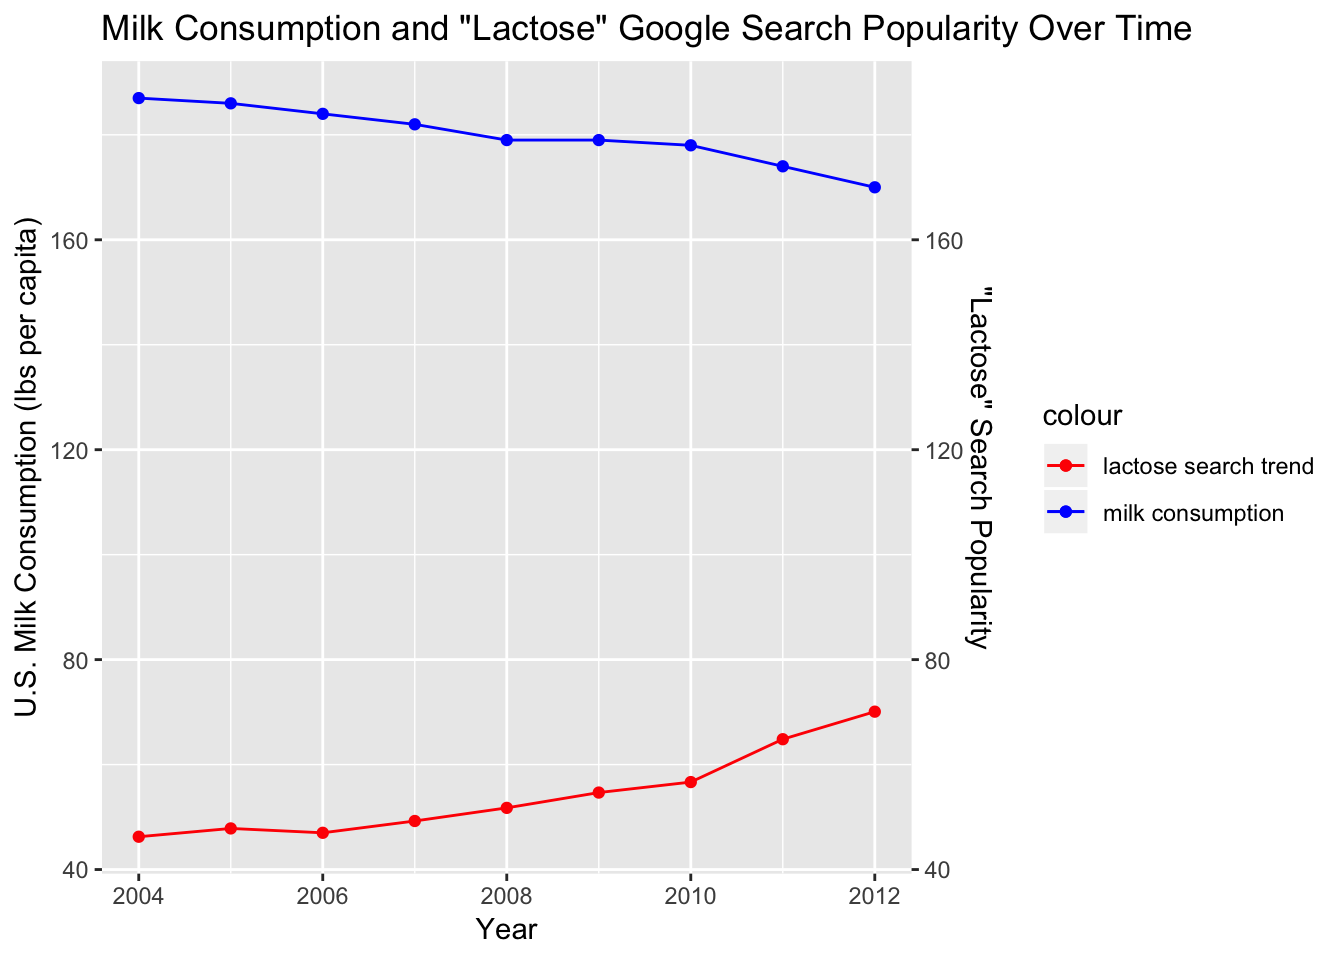 Milk Consumption and "Lactose" Google Search Popularity Over Time
U.S. Milk Consumption (lbs per capita)
160
120
80
40
160
120
80
40
"Lactose" Search Popularity
2004
2006
2008
2010
2012
Year
colour
lactose search trend
milk consumption